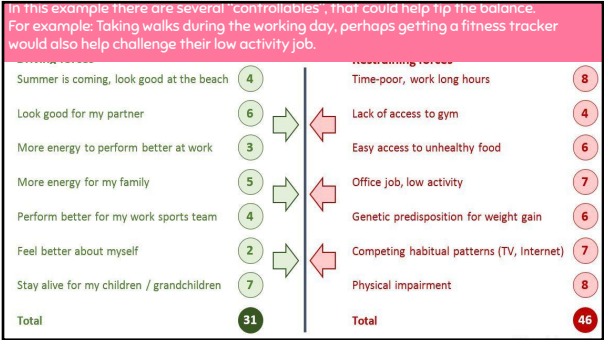 In this example there are several "controllables", that could help tip the balance.
For example: Taking walks during the working day, perhaps getting a fitness tracker
would also help challenge their low activity job.
Summer is coming, look good at the beach 4
Look good for my partner 6
More energy to perform better at work 3
More energy for my family 5
Perform better for my work sports team 4
Feel better about myself 2
Stay alive for my children / grandchildren 7
Total 31
Restraining forces
Time-poor, work long hours 8
Lack of access to gym 4
Easy access to unhealthy food 6
Office job, low activity 7
Genetic predisposition for weight gain 6
Competing habitual patterns (TV, Internet) 7
Physical impairment 8
Total 46